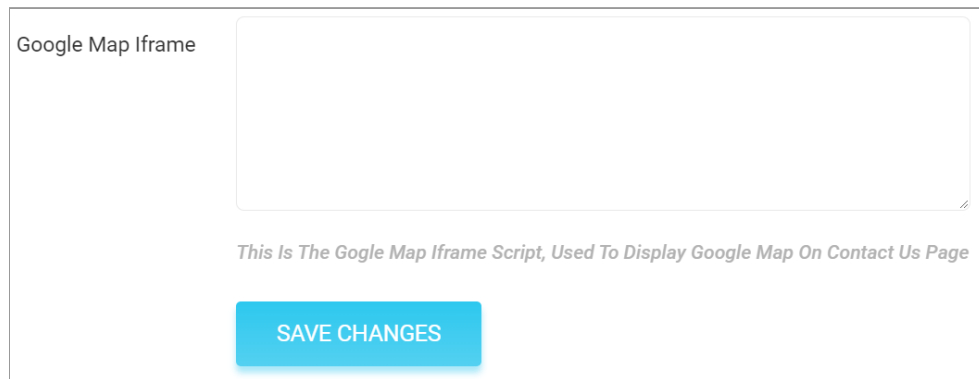 Google Map Iframe
This Is The Gogle Map Iframe Script, Used To Display Google Map On Contact Us Page
SAVE CHANGES